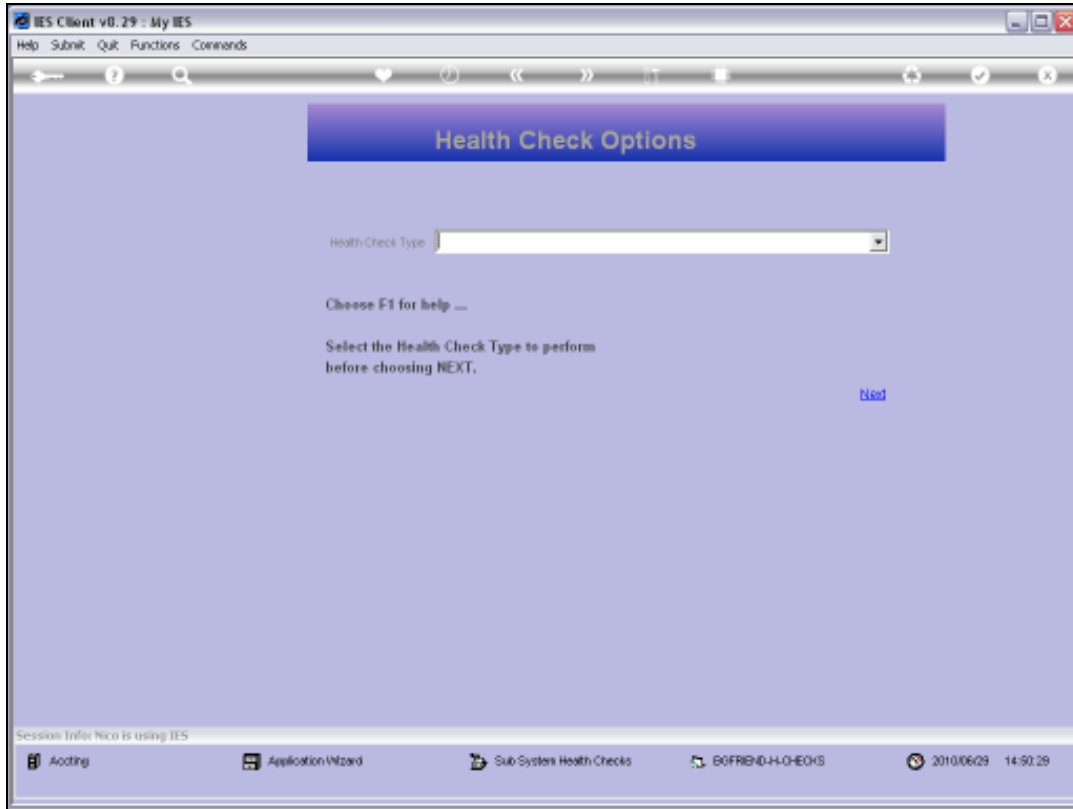 IES Client v8.29 : My IES
Help Submit Quit Functions Commands
Health Check Options
Health Check Type
Choose F1 for help ...
Select the Health Check Type to perform
before choosing NEXT.
Next
Session Info: Nico is using IES
Accting Application Wizard Sub System Health Checks BGFRIEND-H-CHECKS 2010/06/29 14:50:29